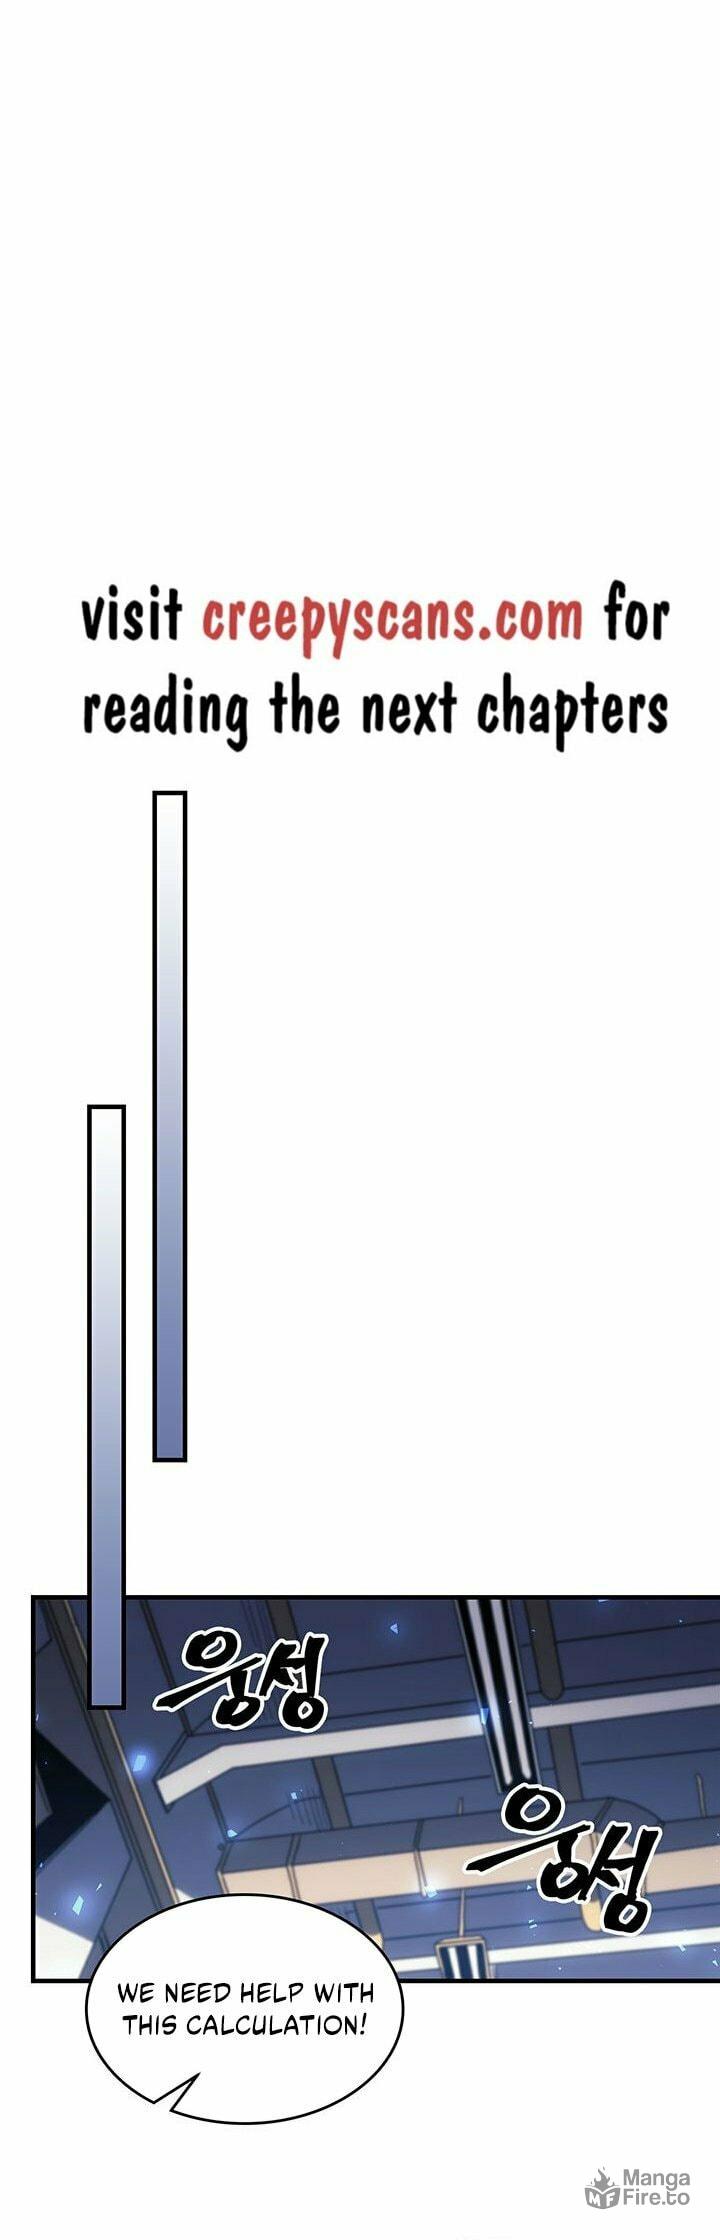 visit creepyscans.com for
reading the next chapters
웅성
웅성
WE NEED HELP WITH
THIS CALCULATION!
Manga
Fire.to